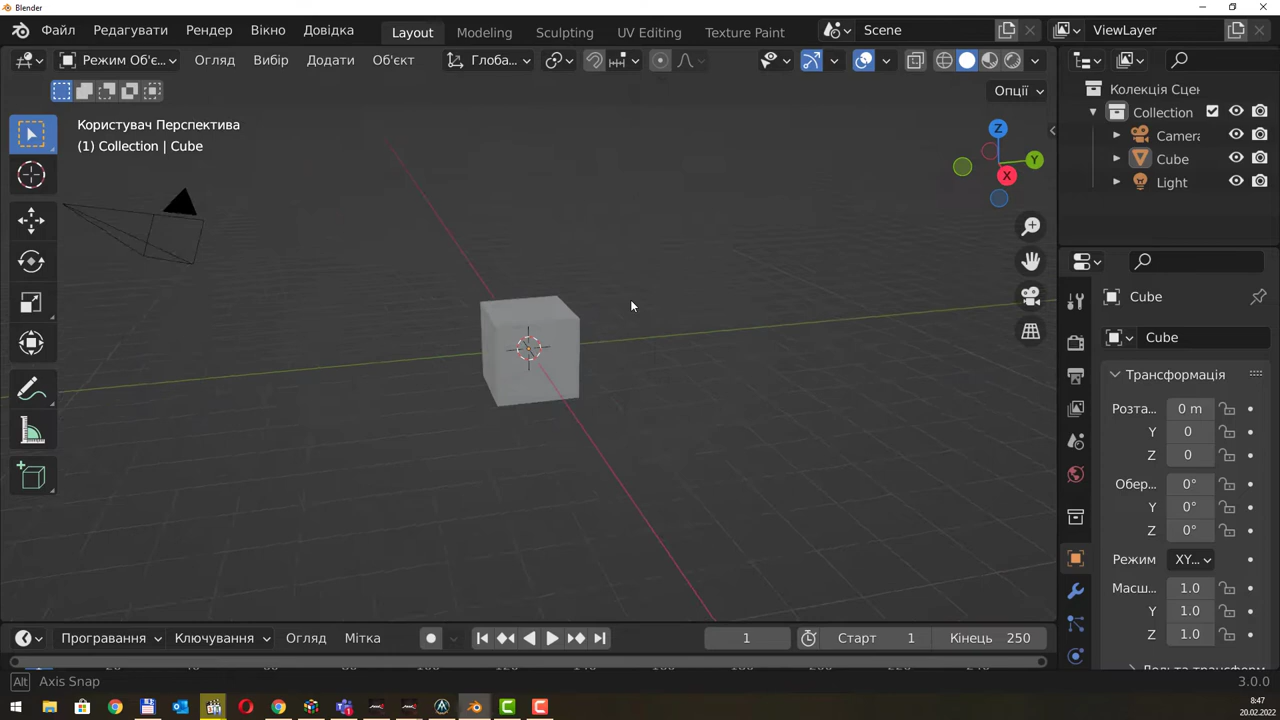 Blender
Файл Редагувати Рендер Вікно Довідка Layout Modeling Sculpting UV Editing Texture Paint Scene ViewLayer
Режим Об'є... Огляд Вибір Додати Об'єкт Глоба...
Опції
Користувач Перспектива
(1) Collection | Cube
Z
Y
X
Колекція Сцен
Collection
Camera
Cube
Light
Cube
Cube
Трансформація
Розта... 0 m
Y 0
Z 0
Обер... 0°
Y 0°
Z 0°
Режим XY...
Масш... 1.0
Y 1.0
Z 1.0
Програвання Ключування Огляд Мітка 1 Старт 1 Кінець 250
Alt Axis Snap 3.0.0
8:47
20.02.2022